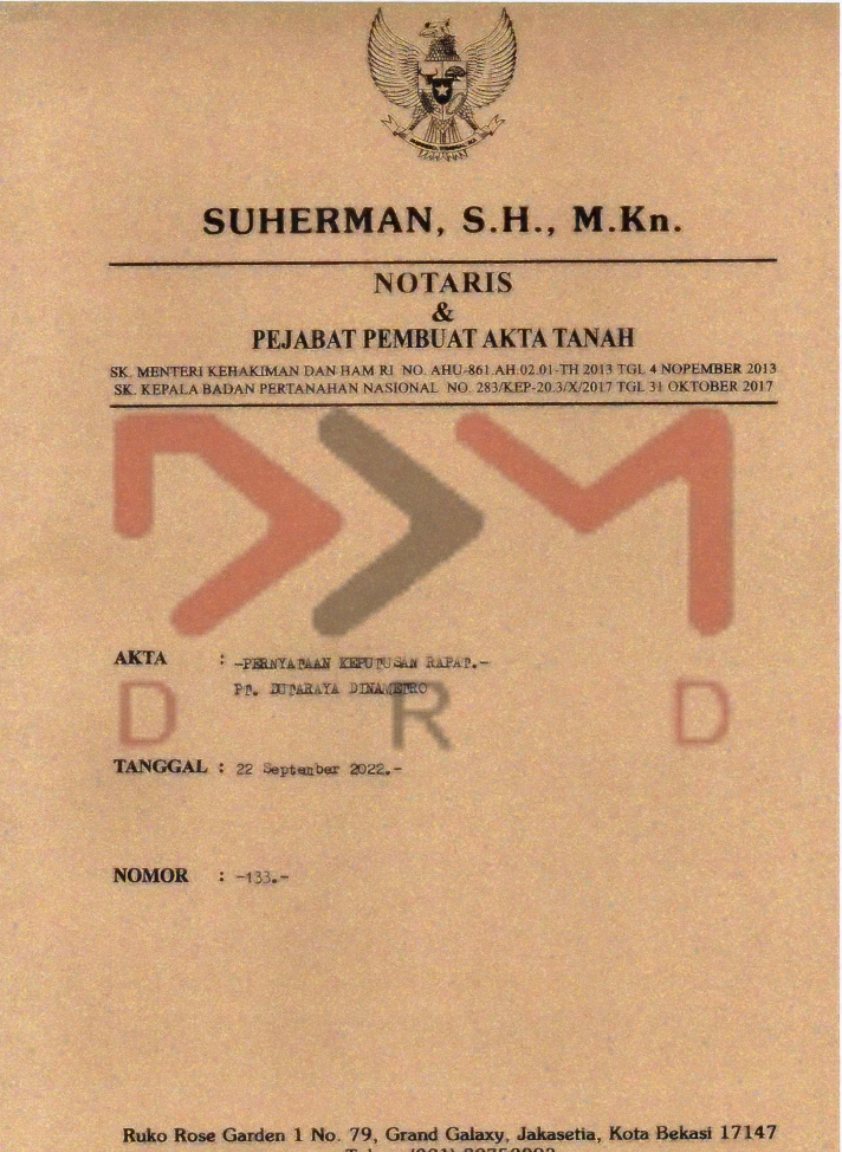 SUHERMAN, S.H., M.Kn.
NOTARIS
&
PEJABAT PEMBUAT AKTA TANAH
SK. MENTERI KEHAKIMAN DAN HAM RI NO. AHU-861.AH.02.01-TH 2013 TGL 4 NOPEMBER 2013
SK. KEPALA BADAN PERTANAHAN NASIONAL NO. 283/KEP-20.3/X/2017 TGL 31 OKTOBER 2017
AKTA : -PERNYATAAN KEPUTUSAN RAPAT.-
PT. DUTARAYA DINAMETRO
D R D
TANGGAL : 22 September 2022.-
NOMOR : -133.-
Ruko Rose Garden 1 No. 79, Grand Galaxy, Jakasetia, Kota Bekasi 17147